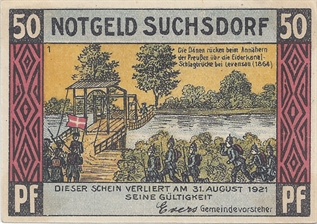 50 NOTGELD SUCHSDORF 50
1
Die Dänen rücken beim Annähern
der Preußen über die Eiderkanal-
Schlagbrücke bei Levensau (1864)
DIESER SCHEIN VERLIERT AM 31. AUGUST 1921
SEINE GÜLTIGKEIT
Pf Gemeindevorsteher Pf